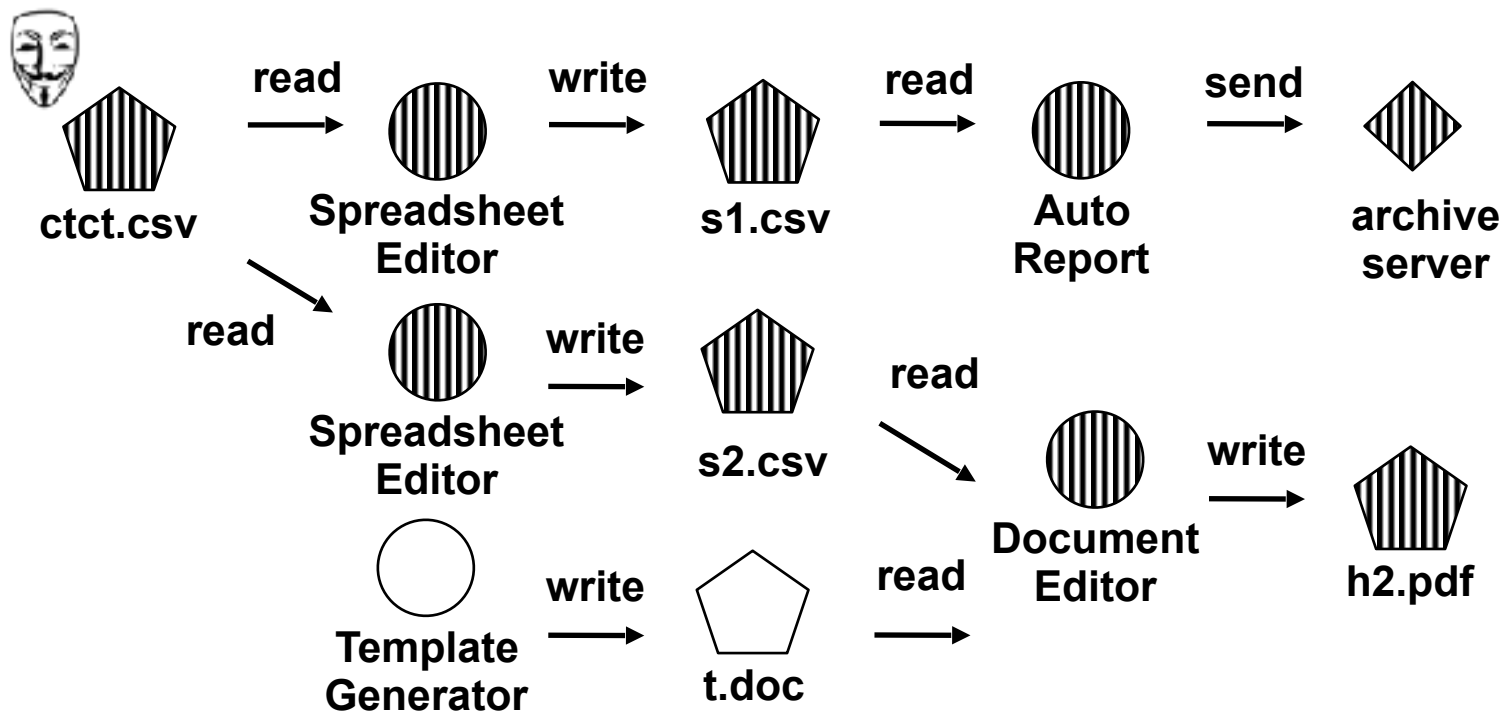 read
write
read
send
ctct.csv
Spreadsheet
Editor
s1.csv
Auto
Report
archive
server
read
write
read
Spreadsheet
Editor
s2.csv
write
Document
Editor
h2.pdf
write
read
Template
Generator
t.doc